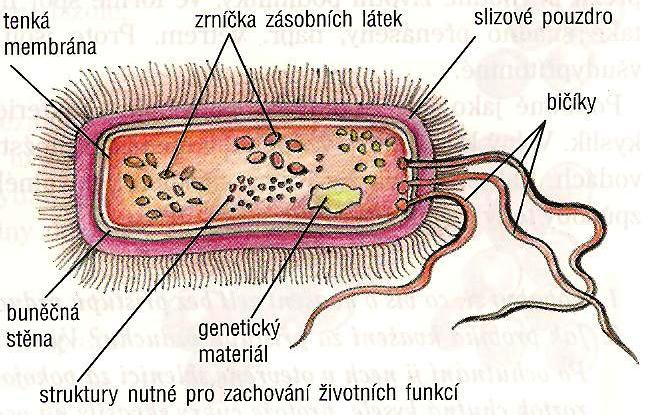 tenká
membrána
zrníčka zásobních látek
slizové pouzdro
bičíky
buněčná
stěna
genetický
materiál
struktury nutné pro zachování životních funkcí